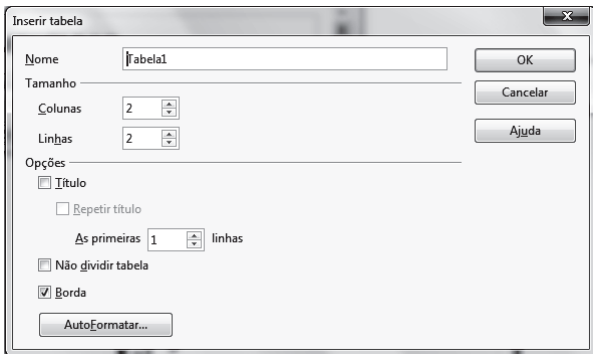 Inserir tabela
Nome Tabela1
OK
Tamanho
Cancelar
Colunas 2
Linhas 2
Ajuda
Opções
Título
Repetir título
As primeiras 1 linhas
Não dividir tabela
Borda
AutoFormatar...